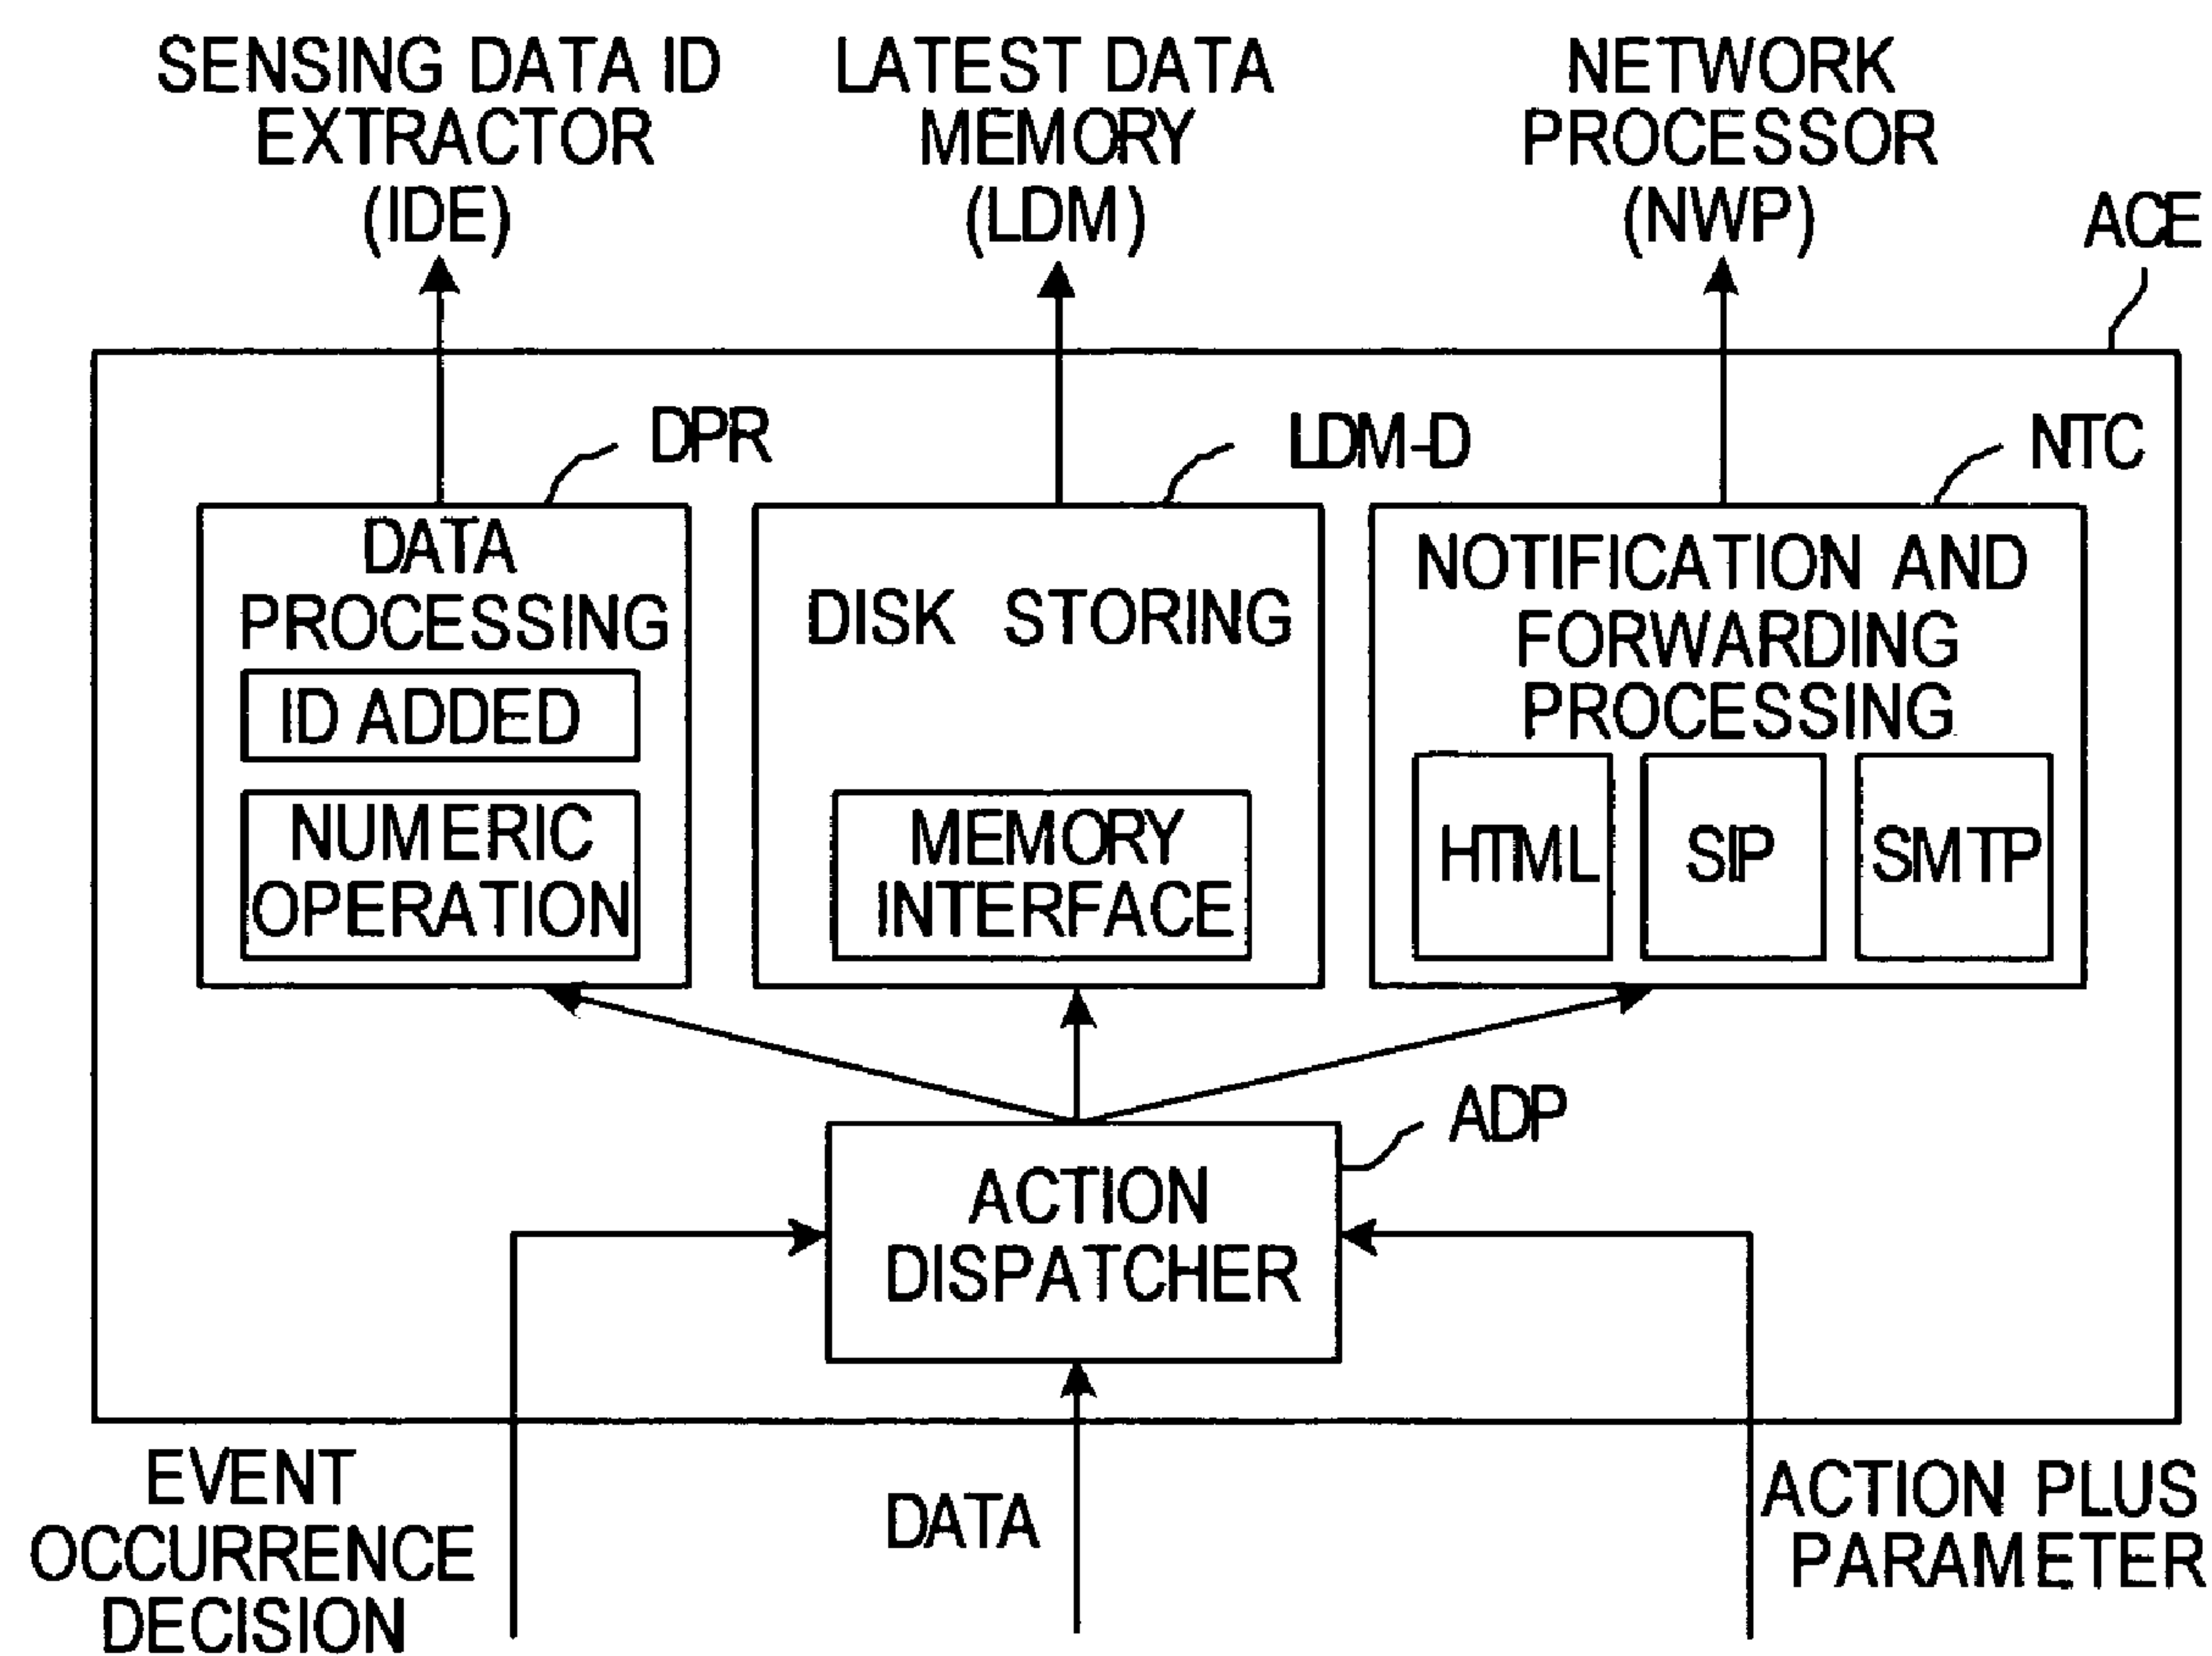 SENSING DATA ID
EXTRACTOR
(IDE)
LATEST DATA
MEMORY
(LDM)
NETWORK
PROCESSOR
(NWP)
ACE
DPR
LDM-D
NTC
DATA
PROCESSING
ID ADDED
NUMERIC
OPERATION
DISK STORING
MEMORY
INTERFACE
NOTIFICATION AND
FORWARDING
PROCESSING
HTML
SIP
SMTP
ADP
ACTION
DISPATCHER
EVENT
OCCURRENCE
DECISION
DATA
ACTION PLUS
PARAMETER